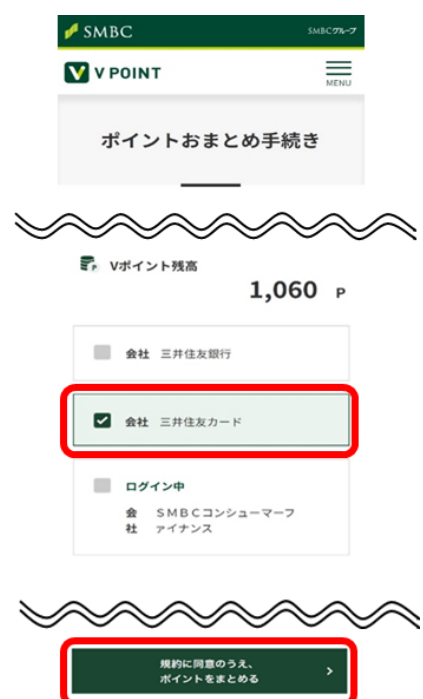 SMBC SMBCグループ
V POINT
MENU
ポイントおまとめ手続き
Vポイント残高
1,060 P
会社 三井住友銀行
会社 三井住友カード
ログイン中
会 SMBCコンシューマーフ
社 ァイナンス
規約に同意のうえ、
ポイントをまとめる